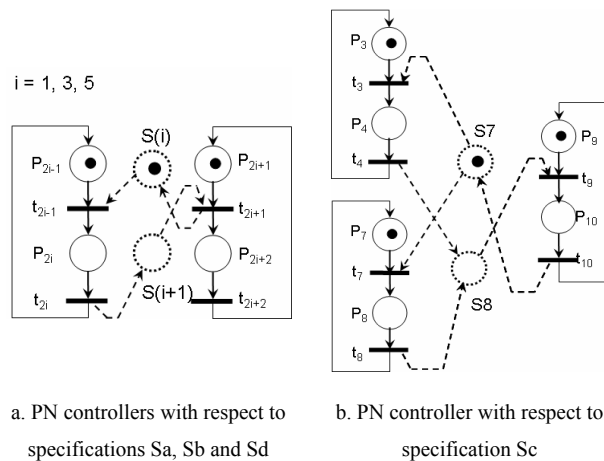 i = 1, 3, 5
S(i)
P2i-1
P2i+1
t2i-1
t2i+1
P2i
P2i+2
S(i+1)
t2i
t2i+2
P3
t3
P4
S7
P9
t4
t9
P7
P10
t7
S8
t10
P8
t8
a. PN controllers with respect to
specifications Sa, Sb and Sd
b. PN controller with respect to
specification Sc